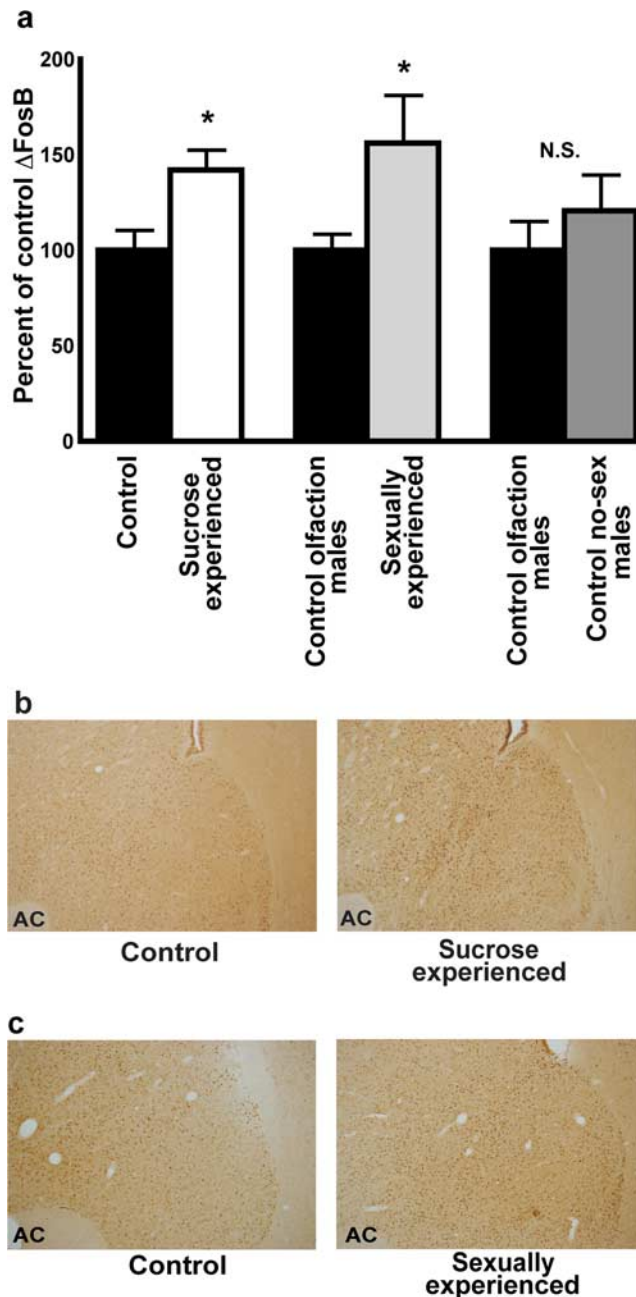 a
Percent of control ΔFosB
200
150
100
50
0
*
*
N.S.
Control
Sucrose
experienced
Control olfaction
males
Sexually
experienced
Control olfaction
males
Control no-sex
males
b
AC
Control
AC
Sucrose
experienced
c
AC
Control
AC
Sexually
experienced